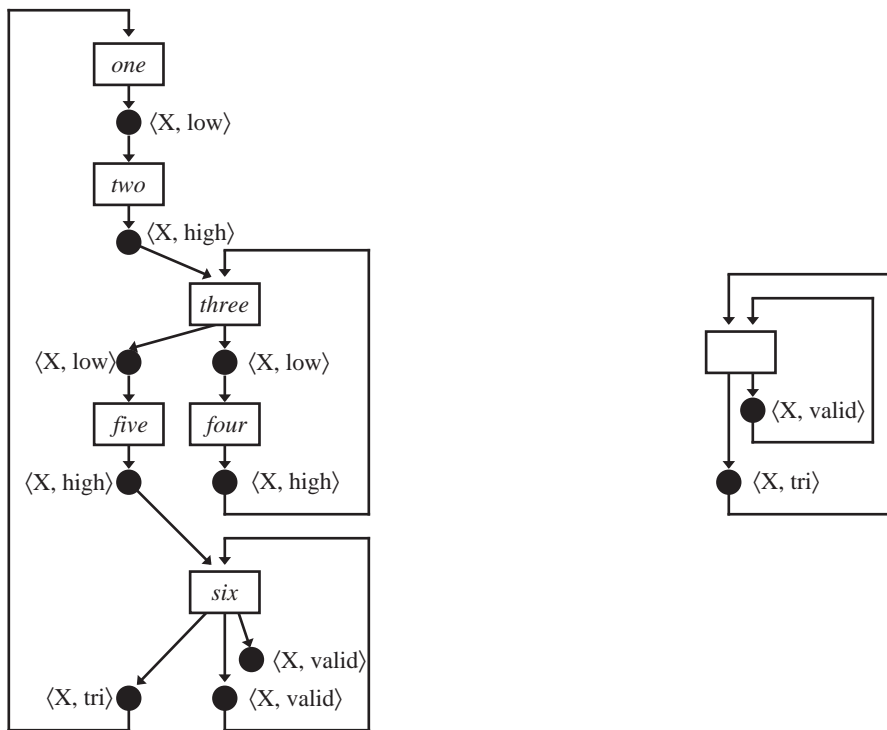 one
⟨X, low⟩
two
⟨X, high⟩
three
⟨X, low⟩
⟨X, low⟩
five
four
⟨X, high⟩
⟨X, high⟩
six
⟨X, valid⟩
⟨X, tri⟩
⟨X, valid⟩
⟨X, valid⟩
⟨X, tri⟩